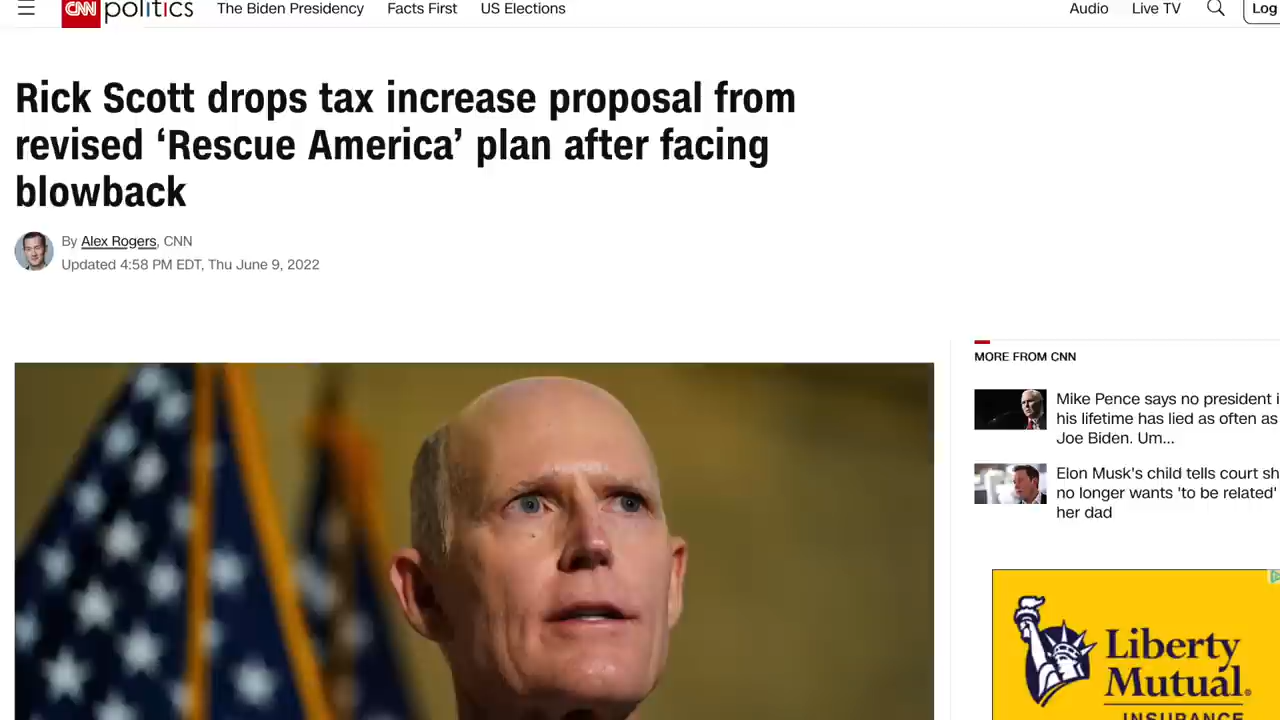 CNN politics The Biden Presidency Facts First US Elections Audio Live TV Log
Rick Scott drops tax increase proposal from
revised ‘Rescue America’ plan after facing
blowback
By Alex Rogers, CNN
Updated 4:58 PM EDT, Thu June 9, 2022
MORE FROM CNN
Mike Pence says no president i
his lifetime has lied as often as
Joe Biden. Um...
Elon Musk's child tells court sh
no longer wants 'to be related'
her dad
Liberty
Mutual.
INSURANCE